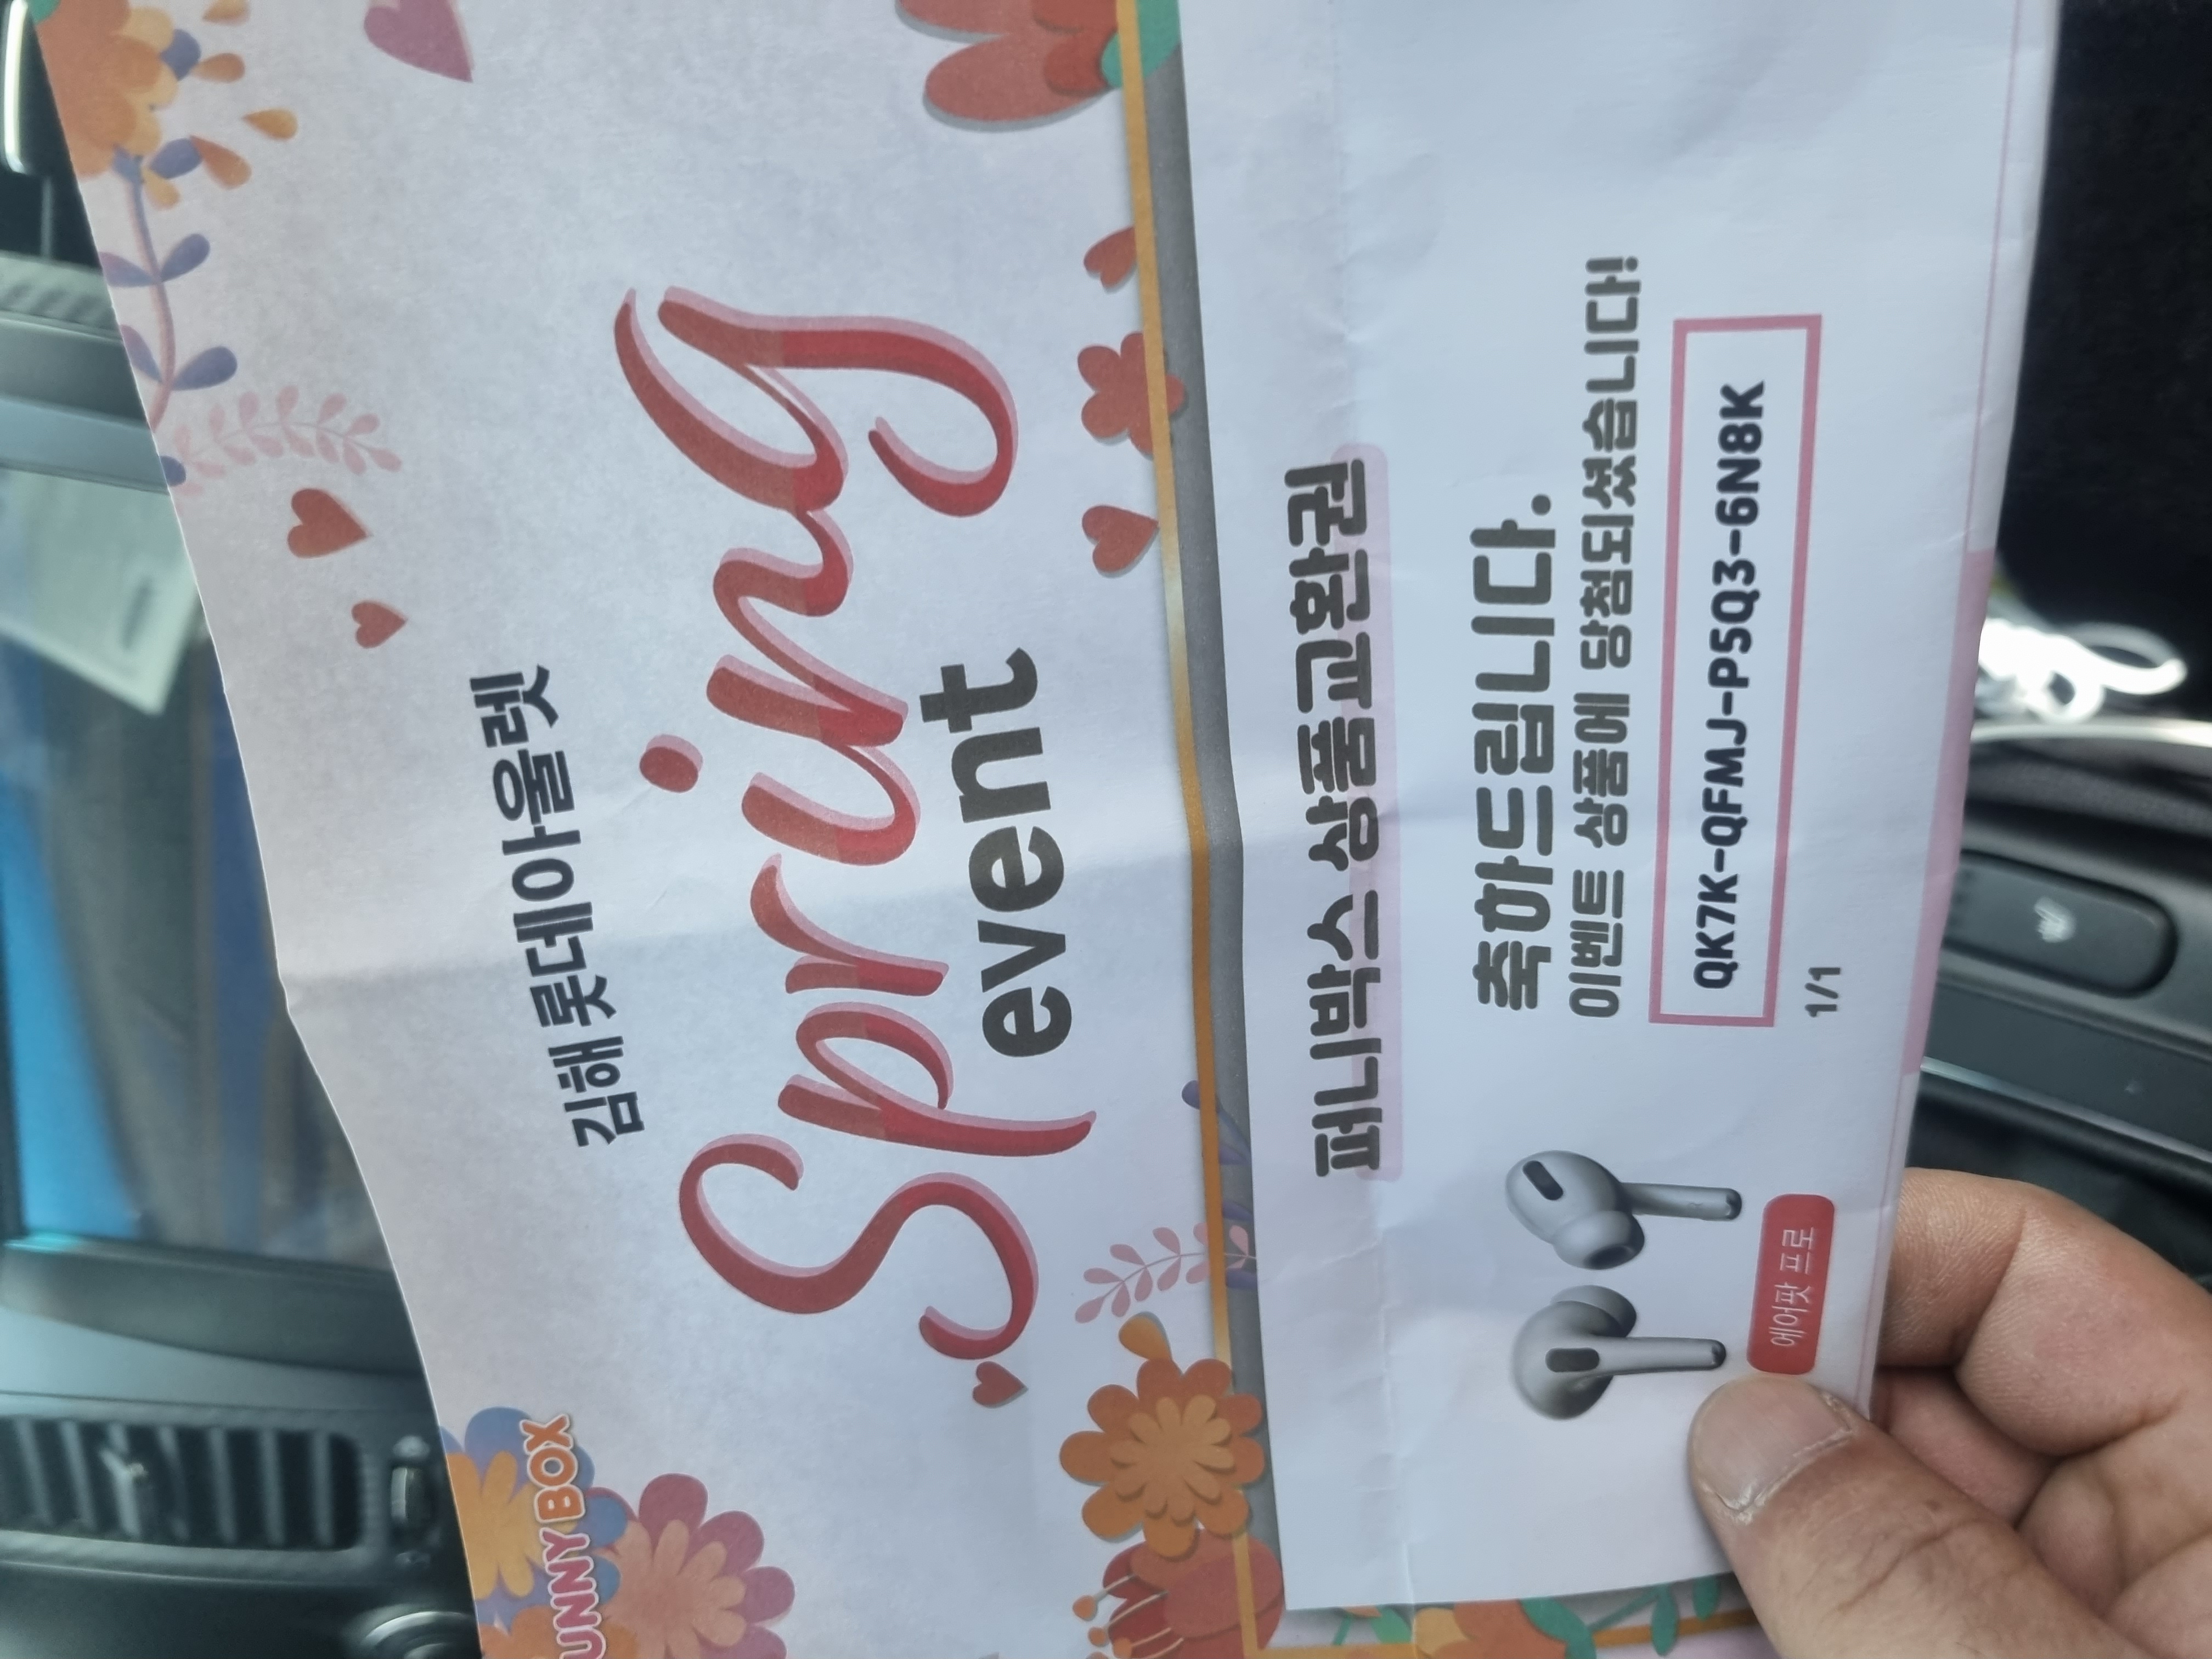 UNNY BOX
김해 롯데아울렛
Spring
event
퍼니박스 상품교환권
축하드립니다.
이벤트 상품에 당첨되셨습니다!
QK7K-QFMJ-P5Q3-6N8K
1/1
에어팟 프로